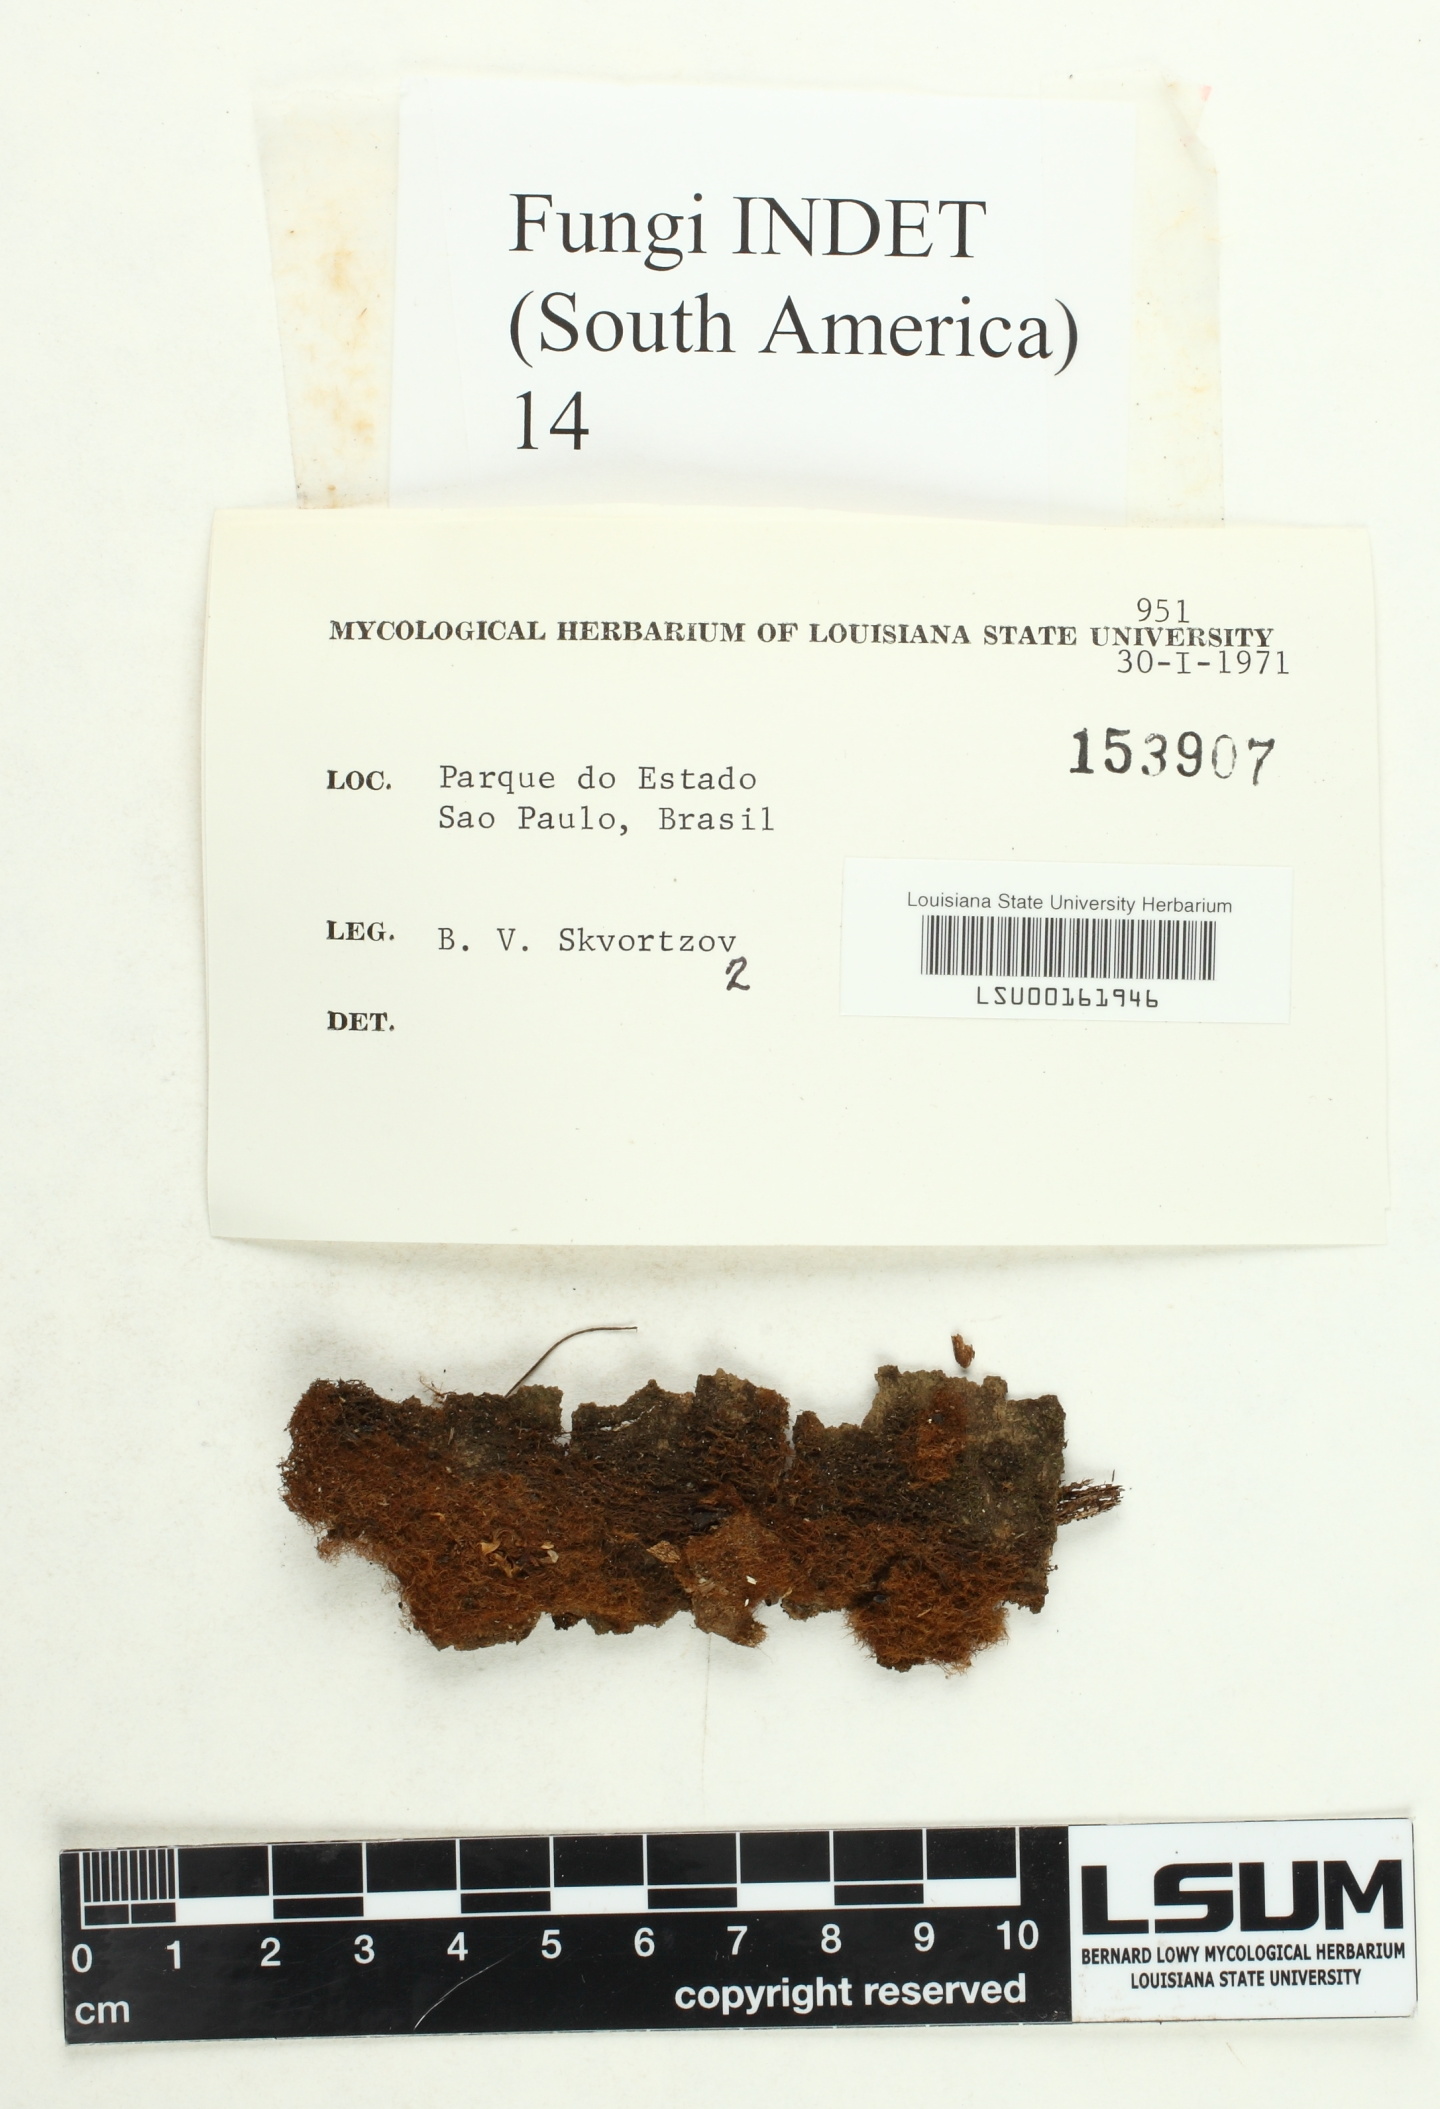 Fungi INDET
(South America)
14
951
MYCOLOGICAL HERBARIUM OF LOUISIANA STATE UNIVERSITY
30-I-1971
153907
LOC. Parque do Estado
Sao Paulo, Brasil
Louisiana State University Herbarium
LEG. B. V. Skvortzov
2
LSU00161946
DET.
0 1 2 3 4 5 6 7 8 9 10
cm
copyright reserved
LSUM
BERNARD LOWY MYCOLOGICAL HERBARIUM
LOUISIANA STATE UNIVERSITY